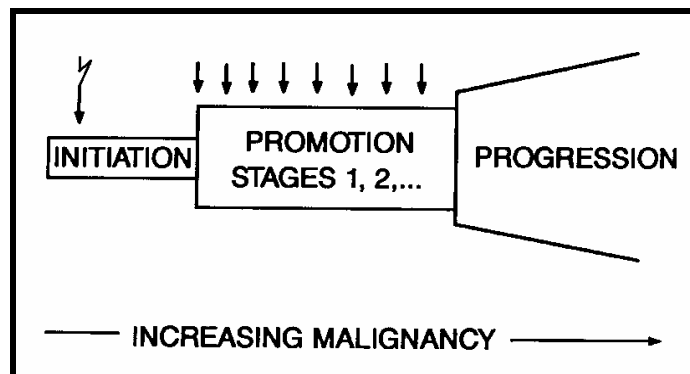 INITIATION
PROMOTION
STAGES 1, 2,...
PROGRESSION
INCREASING MALIGNANCY